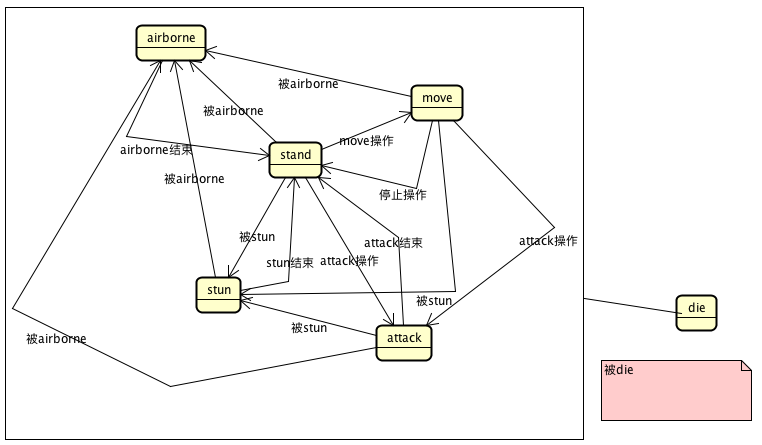 airborne
被airborne
move
被airborne
move操作
airborne结束
stand
被airborne
停止操作
被stun
attack结束
attack操作
stun结束
attack操作
stun
被stun
die
被stun
被airborne
attack
被die